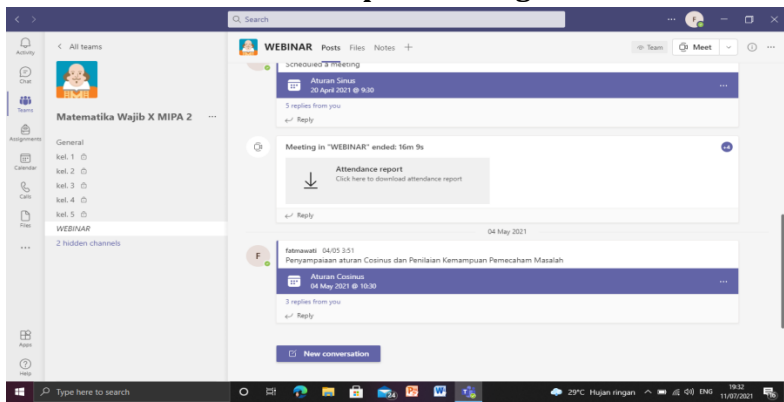 Search
Activity
Chat
Teams
Assignments
Calendar
Calls
Files
Apps
Help
All teams
Matematika Wajib X MIPA 2
General
kel. 1
kel. 2
kel. 3
kel. 4
kel. 5
WEBINAR
2 hidden channels
WEBINAR Posts Files Notes +
Team
Meet
Scheduled a meeting
Aturan Sinus
20 April 2021 @ 9:30
5 replies from you
Reply
Meeting in "WEBINAR" ended: 16m 9s
Attendance report
Click here to download attendance report
Reply
04 May 2021
F
fatmawati 04/05 3:51
Penyampaiaan aturan Cosinus dan Penilaian Kemampuan Pemecaham Masalah
Aturan Cosinus
04 May 2021 @ 10:30
3 replies from you
Reply
New conversation
Type here to search
29°C Hujan ringan
ENG
19:32
11/07/2021